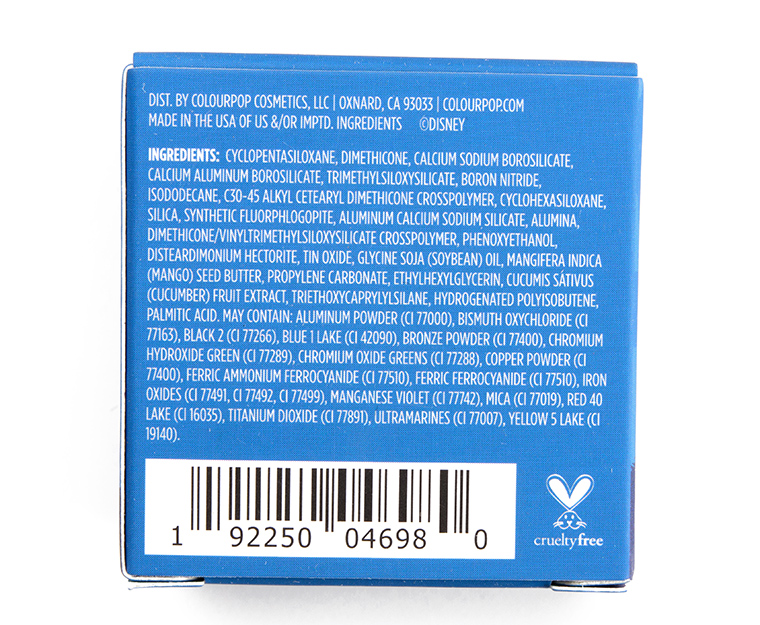 DIST. BY COLOURPOP COSMETICS, LLC | OXNARD, CA 93033 | COLOURPOP.COM
MADE IN THE USA OF US &/OR IMPTD. INGREDIENTS ©DISNEY
INGREDIENTS: CYCLOPENTASILOXANE, DIMETHICONE, CALCIUM SODIUM BOROSILICATE,
CALCIUM ALUMINUM BOROSILICATE, TRIMETHYLSILOXYSILICATE, BORON NITRIDE,
ISODODECANE, C30-45 ALKYL CETEARYL DIMETHICONE CROSSPOLYMER, CYCLOHEXASILOXANE,
SILICA, SYNTHETIC FLUORPHLOGOPITE, ALUMINUM CALCIUM SODIUM SILICATE, ALUMINA,
DIMETHICONE/VINYLTRIMETHYLSILOXYSILICATE CROSSPOLYMER, PHENOXYETHANOL,
DISTEARDIMONIUM HECTORITE, TIN OXIDE, GLYCINE SOJA (SOYBEAN) OIL, MANGIFERA INDICA
(MANGO) SEED BUTTER, PROPYLENE CARBONATE, ETHYLHEXYLGLYCERIN, CUCUMIS SÁTIVUS
(CUCUMBER) FRUIT EXTRACT, TRIETHOXYCAPRYLYLSILANE, HYDROGENATED POLYISOBUTENE,
PALMITIC ACID. MAY CONTAIN: ALUMINUM POWDER (CI 77000), BISMUTH OXYCHLORIDE (CI
77163), BLACK 2 (CI 77266), BLUE 1 LAKE (CI 42090), BRONZE POWDER (CI 77400), CHROMIUM
HYDROXIDE GREEN (CI 77289), CHROMIUM OXIDE GREENS (CI 77288), COPPER POWDER (CI
77400), FERRIC AMMONIUM FERROCYANIDE (CI 77510), FERRIC FERROCYANIDE (CI 77510), IRON
OXIDES (CI 77491, CI 77492, CI 77499), MANGANESE VIOLET (CI 77742), MICA (CI 77019), RED 40
LAKE (CI 16035), TITANIUM DIOXIDE (CI 77891), ULTRAMARINES (CI 77007), YELLOW 5 LAKE (CI
19140).
1 92250 04698 0
crueltyfree